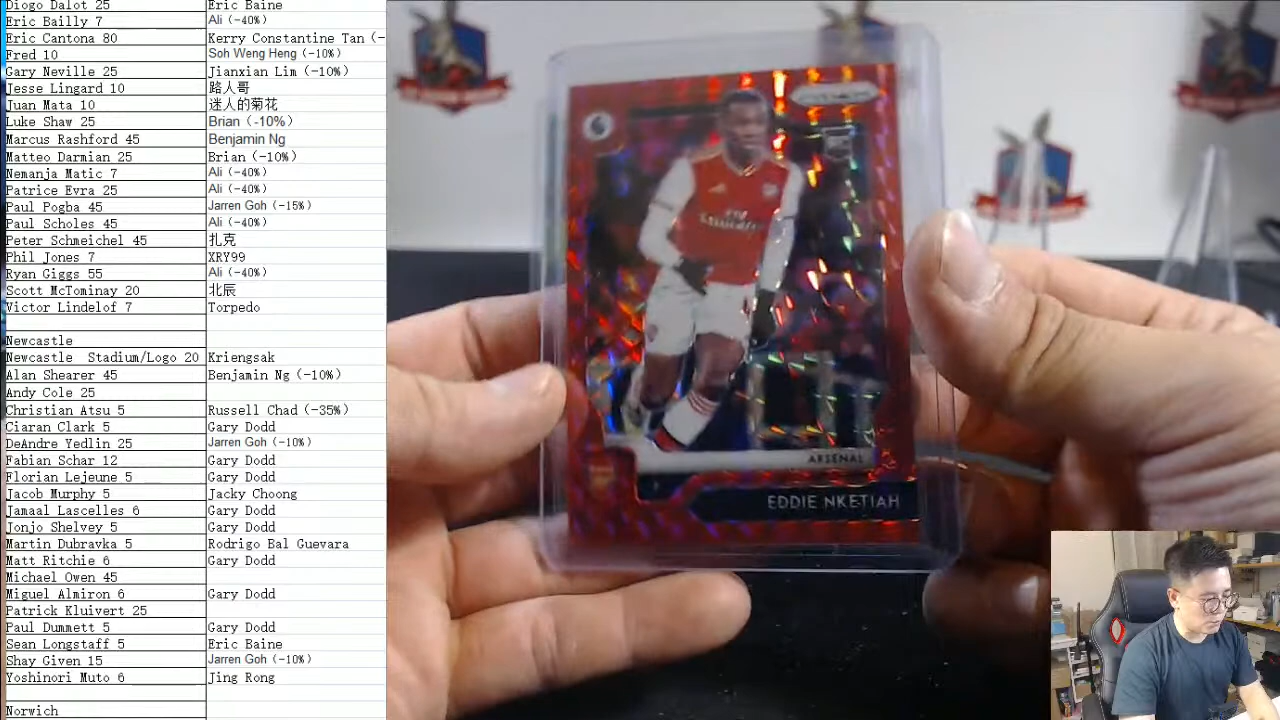 Diogo Dalot 25 Eric Baine
Eric Bailly 7 Ali (-40%)
Eric Cantona 80 Kerry Constantine Tan (-
Fred 10 Soh Weng Heng (-10%)
Gary Neville 25 Jianxian Lim (-10%)
Jesse Lingard 10 路人哥
Juan Mata 10 迷人的菊花
Luke Shaw 25 Brian (-10%)
Marcus Rashford 45 Benjamin Ng
Matteo Darmian 25 Brian (-10%)
Nemanja Matic 7 Ali (-40%)
Patrice Evra 25 Ali (-40%)
Paul Pogba 45 Jarren Goh (-15%)
Paul Scholes 45 Ali (-40%)
Peter Schmeichel 45 扎克
Phil Jones 7 XRY99
Ryan Giggs 55 Ali (-40%)
Scott McTominay 20 北辰
Victor Lindelof 7 Torpedo
Newcastle
Newcastle Stadium/Logo 20 Kriengsak
Alan Shearer 45 Benjamin Ng (-10%)
Andy Cole 25
Christian Atsu 5 Russell Chad (-35%)
Ciaran Clark 5 Gary Dodd
DeAndre Yedlin 25 Jarren Goh (-10%)
Fabian Schar 12 Gary Dodd
Florian Lejeune 5 Gary Dodd
Jacob Murphy 5 Jacky Choong
Jamaal Lascelles 6 Gary Dodd
Jonjo Shelvey 5 Gary Dodd
Martin Dubravka 5 Rodrigo Bal Guevara
Matt Ritchie 6 Gary Dodd
Michael Owen 45
Miguel Almiron 6 Gary Dodd
Patrick Kluivert 25
Paul Dummett 5 Gary Dodd
Sean Longstaff 5 Eric Baine
Shay Given 15 Jarren Goh (-10%)
Yoshinori Muto 6 Jing Rong
Norwich
ARSENAL
EDDIE NKETIAH